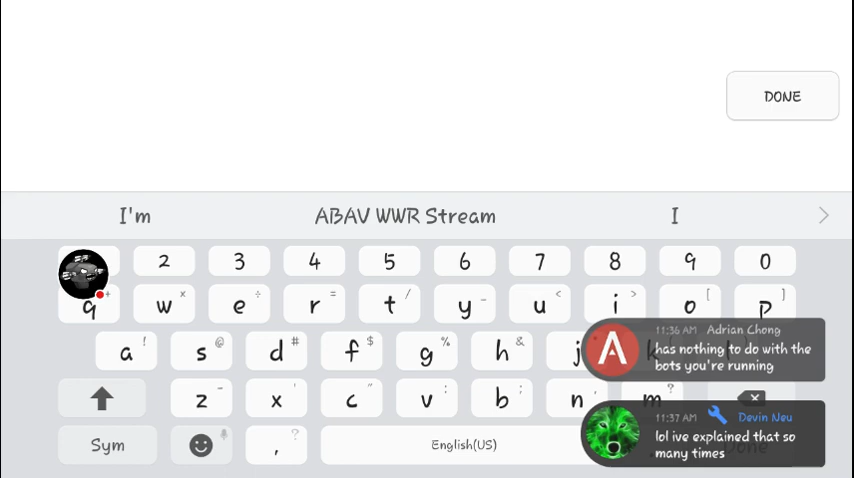 DONE
I'm ABAV WWR Stream I
2 3 4 5 6 7 8 9 0
q + w × e ÷ r = t / y _ u < i > o [ p ]
11:36 AM Adrian Chong
has nothing to do with the
bots you're running
a ! s @ d # f $ g % h & j k l
z - x ' c " v : b ; n , m ?
11:37 AM Devin Neu
lol ive explained that so
many times
Sym , ? English(US) Done